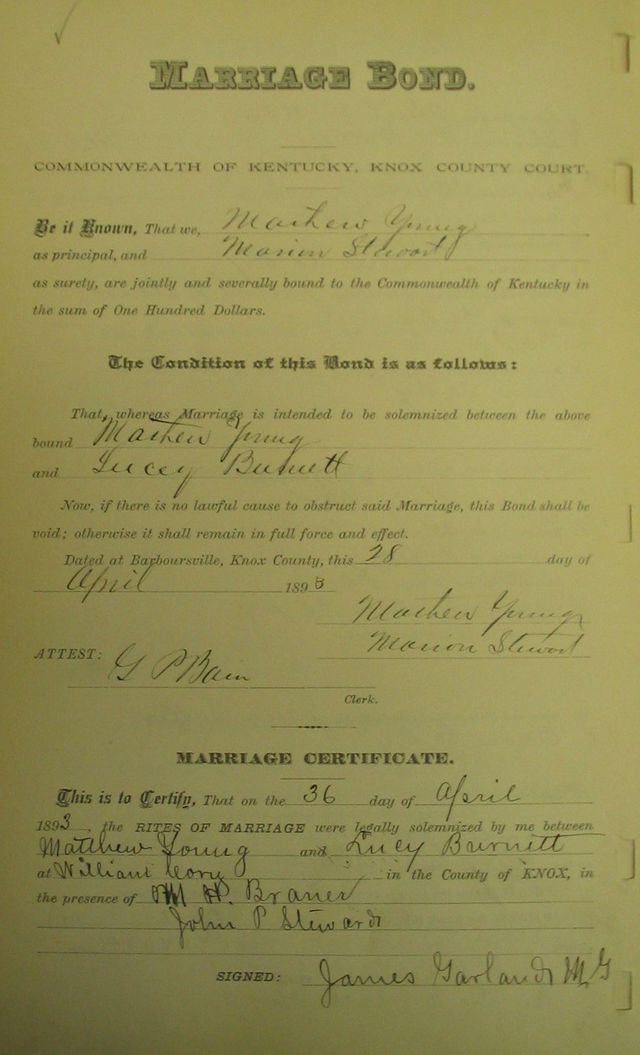 MARRIAGE BOND.
COMMONWEALTH OF KENTUCKY, KNOX COUNTY COURT.
Be it Known, That we, Mathew Young
as principal, and Marion Stewart
as surety, are jointly and severally bound to the Commonwealth of Kentucky in
the sum of One Hundred Dollars.
The Condition of this Bond is as follows:
That, whereas Marriage is intended to be solemnized between the above
bound Mathew Young
and Lucey Burnett
Now, if there is no lawful cause to obstruct said Marriage, this Bond shall be
void; otherwise it shall remain in full force and effect.
Dated at Barboursville, Knox County, this 28 day of
April 1893
Mathew Young
Marion Stewart
ATTEST: G P Bain
Clerk.
MARRIAGE CERTIFICATE.
This is to Certify, That on the 36 day of April
1893, the RITES OF MARRIAGE were legally solemnized by me between
Matthew Young and Lucy Burnett
at William in the County of KNOX, in
the presence of
John P Steward
SIGNED: James Garland M G